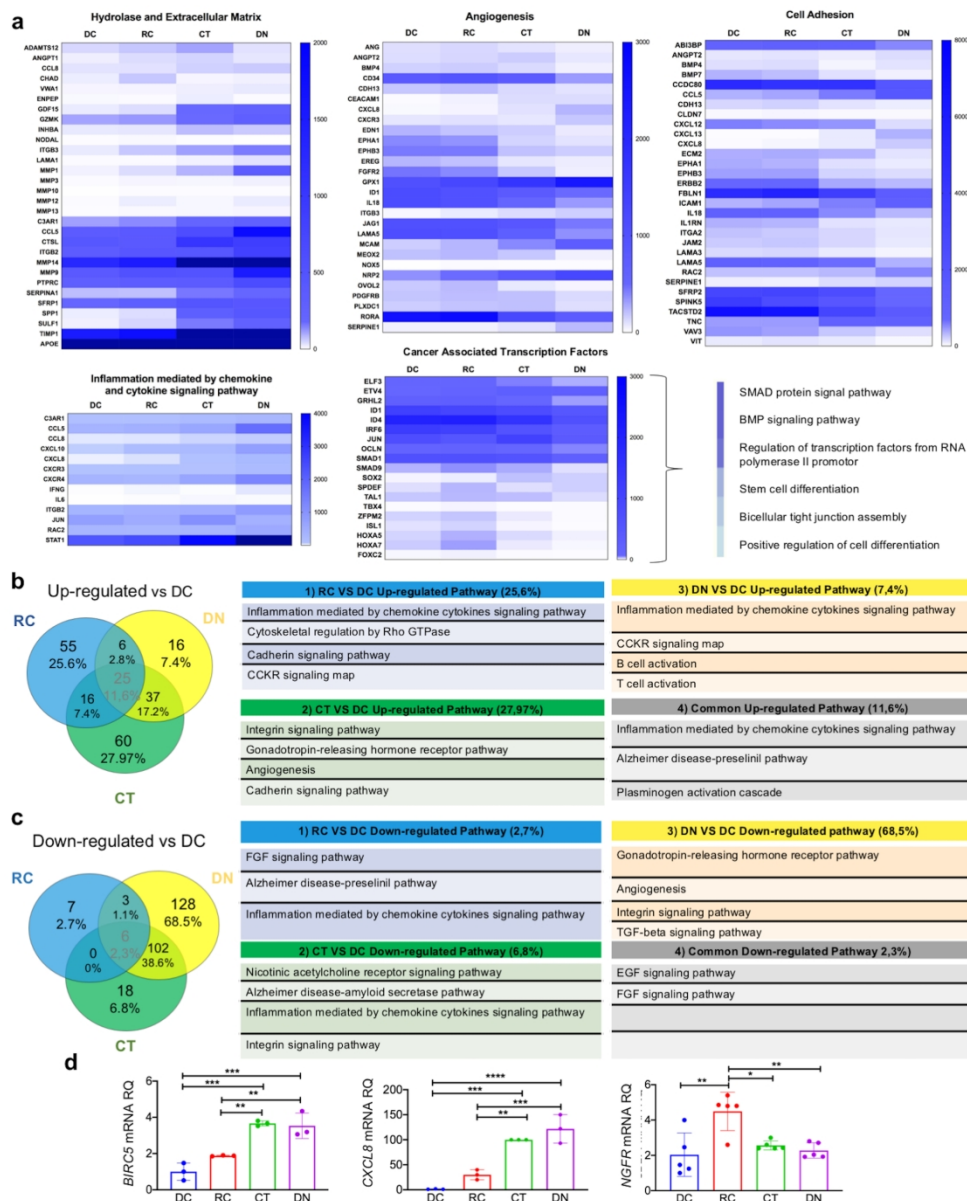 a
Hydrolase and Extracellular Matrix
DC RC CT DN
ADAMTS12
ANGPT1
CCL8
CHAD
VWA1
ENPEP
GDF15
GZMK
INHBA
NODAL
ITGB3
LAMA1
MMP1
MMP3
MMP10
MMP12
MMP13
C3AR1
CCL5
CTSL
ITGB2
MMP14
MMP9
PTPRC
SERPINA1
SFRP1
SPP1
SULF1
TIMP1
APOE
2000
1500
1000
500
0
Angiogenesis
DC RC CT DN
ANG
ANGPT2
BMP4
CD34
CDH13
CEACAM1
CXCL8
CXCR3
EDN1
EPHA1
EPHB3
EREG
FGFR2
GPX1
ID1
IL18
ITGB3
JAG1
LAMA5
MCAM
MEOX2
NOX5
NRP2
OVOL2
PDGFRB
PLXDC1
RORA
SERPINE1
3000
2000
1000
0
Cell Adhesion
DC RC CT DN
ABI3BP
ANGPT2
BMP4
BMP7
CCDC80
CCL5
CDH13
CLDN7
CXCL12
CXCL13
CXCL8
ECM2
EPHA1
EPHB3
ERBB2
FBLN1
ICAM1
IL18
IL1RN
ITGA2
JAM2
LAMA3
LAMA5
RAC2
SERPINE1
SFRP2
SPINK5
TACSTD2
TNC
VAV3
VIT
8000
6000
4000
2000
0
Inflammation mediated by chemokine
and cytokine signaling pathway
DC RC CT DN
C3AR1
CCL5
CCL8
CXCL10
CXCL6
CXCR3
CXCR4
IFNG
IL6
ITGB2
JUN
RAC2
STAT1
4000
3000
2000
1000
Cancer Associated Transcription Factors
DC RC CT DN
ELF3
ETV4
GRHL2
ID1
ID4
IRF6
JUN
OCLN
SMAD1
SMAD9
SOX2
SPDEF
TAL1
TBX4
ZFPM2
ISL1
HOXA5
HOXA7
FOXC2
3000
2000
1000
0
SMAD protein signal pathway
BMP signaling pathway
Regulation of transcription factors from RNA
polymerase II promotor
Stem cell differentiation
Bicellular tight junction assembly
Positive regulation of cell differentiation
b
Up-regulated vs DC
RC
DN
CT
55
25.6%
6
2.8%
16
7.4%
25
11,6%
16
7.4%
37
17.2%
60
27.97%
1) RC VS DC Up-regulated Pathway (25,6%)
Inflammation mediated by chemokine cytokines signaling pathway
Cytoskeletal regulation by Rho GTPase
Cadherin signaling pathway
CCKR signaling map
2) CT VS DC Up-regulated Pathway (27,97%)
Integrin signaling pathway
Gonadotropin-releasing hormone receptor pathway
Angiogenesis
Cadherin signaling pathway
3) DN VS DC Up-regulated Pathway (7,4%)
Inflammation mediated by chemokine cytokines signaling pathway
CCKR signaling map
B cell activation
T cell activation
4) Common Up-regulated Pathway (11,6%)
Inflammation mediated by chemokine cytokines signaling pathway
Alzheimer disease-preselinil pathway
Plasminogen activation cascade
c
Down-regulated vs DC
RC
DN
CT
7
2.7%
3
1.1%
128
68.5%
6
2,3%
0
0%
102
38.6%
18
6.8%
1) RC VS DC Down-regulated Pathway (2,7%)
FGF signaling pathway
Alzheimer disease-preselinil pathway
Inflammation mediated by chemokine cytokines signaling pathway
2) CT VS DC Down-regulated Pathway (6,8%)
Nicotinic acetylcholine receptor signaling pathway
Alzheimer disease-amyloid secretase pathway
Inflammation mediated by chemokine cytokines signaling pathway
Integrin signaling pathway
3) DN VS DC Down-regulated pathway (68,5%)
Gonadotropin-releasing hormone receptor pathway
Angiogenesis
Integrin signaling pathway
TGF-beta signaling pathway
4) Common Down-regulated Pathway 2,3%)
EGF signaling pathway
FGF signaling pathway
d
BIRC5 mRNA RQ
6
4
2
0
***
***
**
**
DC RC CT DN
CXCL8 mRNA RQ
200
150
100
50
0
****
***
***
**
DC RC CT DN
NGFR mRNA RQ
6
4
2
0
**
**
*
DC RC CT DN